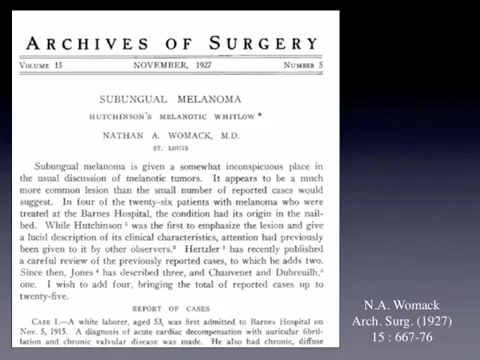 ARCHIVES OF SURGERY
VOLUME 15 NOVEMBER, 1927 NUMBER 5
SUBUNGUAL MELANOMA
HUTCHINSON'S MELANOTIC WHITLOW *
NATHAN A. WOMACK, M.D.
ST. LOUIS
Subungual melanoma is given a somewhat inconspicuous place in
the usual discussion of melanotic tumors. It appears to be a much
more common lesion than the small number of reported cases would
suggest. In four of the twenty-six patients with melanoma who were
treated at the Barnes Hospital, the condition had its origin in the nail-
bed. While Hutchinson 1 was the first to emphasize the lesion and give
a lucid description of its clinical characteristics, attention had previously
been given to it by other observers.2 Hertzler 3 has recently published
a careful review of the previously reported cases, to which he adds two.
Since then, Jones 4 has described three, and Chauvenet and Dubreuilh,5
one. I wish to add four, bringing the total of reported cases up to
twenty-five.
REPORT OF CASES
CASE 1.—A white laborer, aged 53, was first admitted to Barnes Hospital on
Nov. 5, 1915. A diagnosis of acute cardiac decompensation with auricular fibril-
lation and chronic valvular disease was made. He also had chronic, diffuse
N.A. Womack
Arch. Surg. (1927)
15 : 667-76